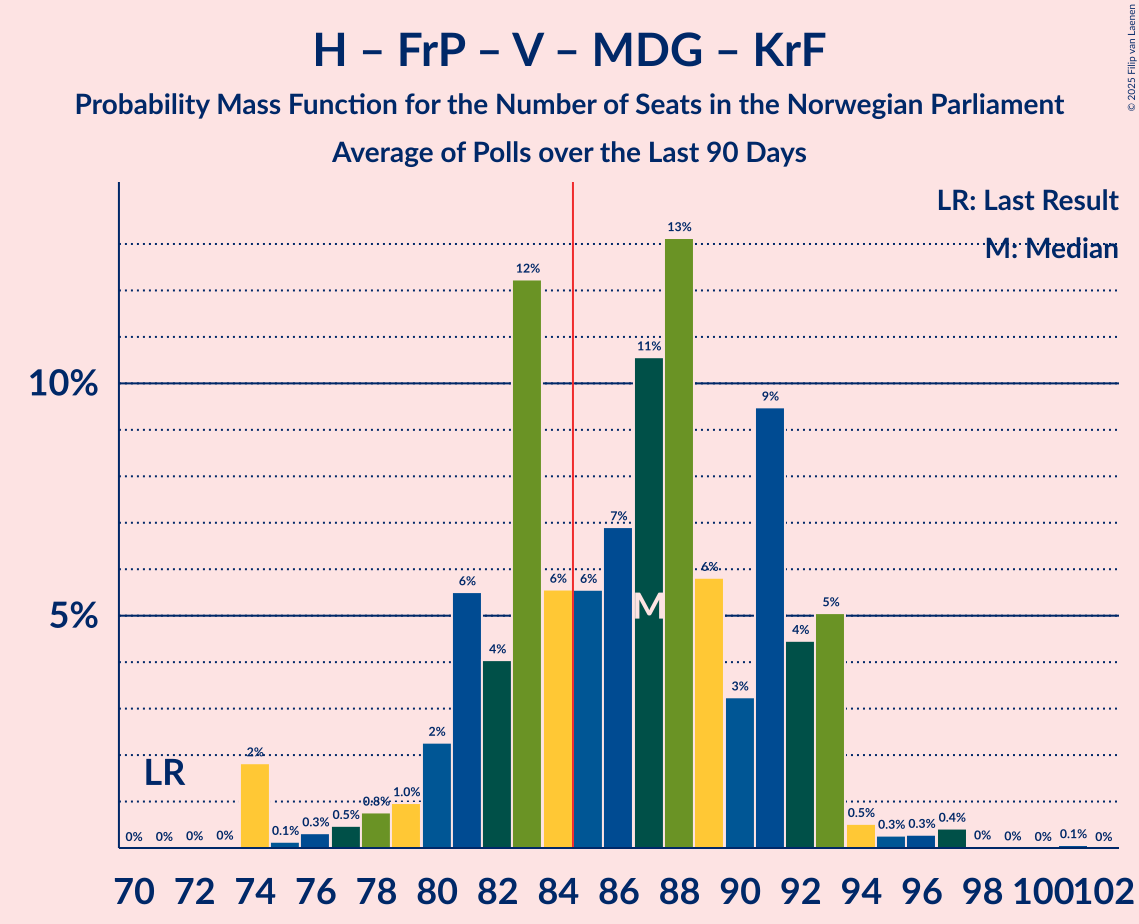 H – FrP – V – MDG – KrF
Probability Mass Function for the Number of Seats in the Norwegian Parliament
Average of Polls over the Last 90 Days
© 2025 Filip van Laenen
LR: Last Result
M: Median
10%
5%
LR
M
0% 0% 0% 0% 2% 0.1% 0.3% 0.5% 0.8% 1.0% 2% 6% 4% 12% 6% 6% 7% 11% 13% 6% 3% 9% 4% 5% 0.5% 0.3% 0.3% 0.4% 0% 0% 0% 0.1% 0%
70 72 74 76 78 80 82 84 86 88 90 92 94 96 98 100 102